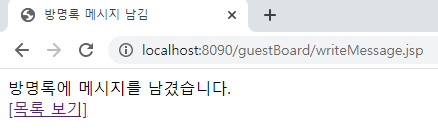 방명록 메시지 남김
localhost:8090/guestBoard/writeMessage.jsp
방명록에 메시지를 남겼습니다.
[목록 보기]